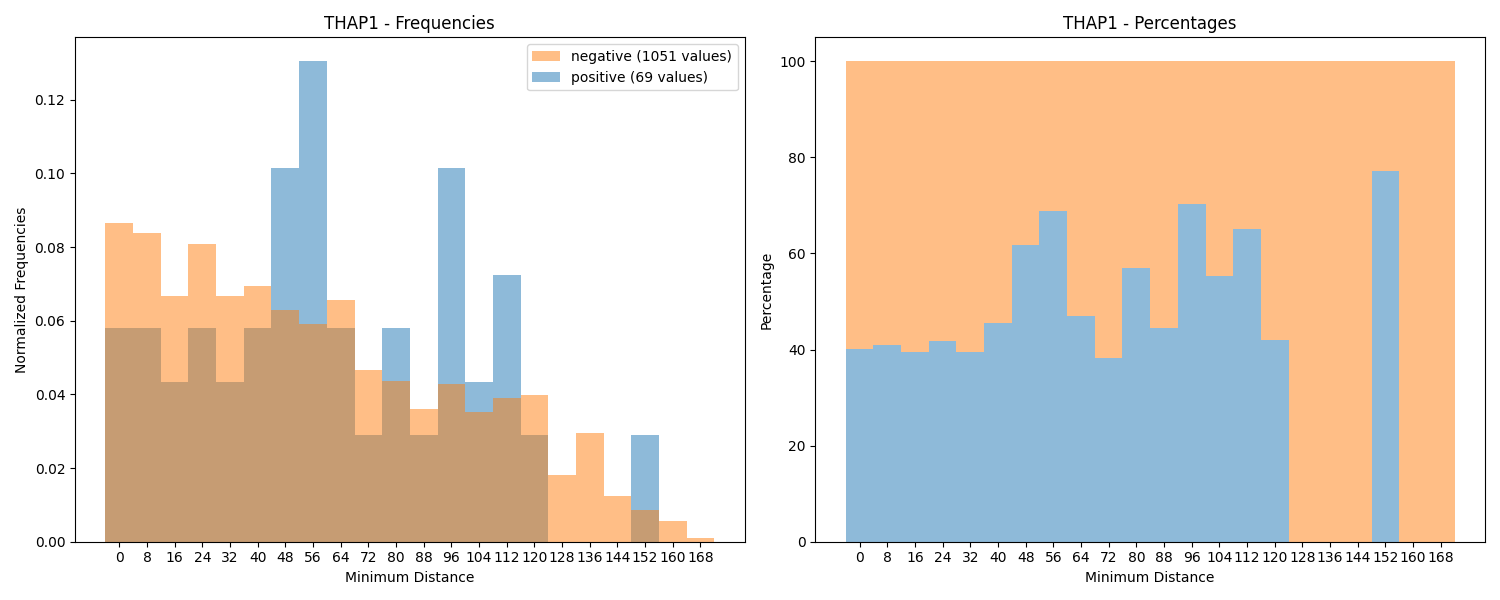 THAP1 - Frequencies
negative (1051 values)
positive (69 values)
Normalized Frequencies
0.12
0.10
0.08
0.06
0.04
0.02
0.00
0 8 16 24 32 40 48 56 64 72 80 88 96 104 112 120 128 136 144 152 160 168
Minimum Distance
THAP1 - Percentages
Percentage
100
80
60
40
20
0
0 8 16 24 32 40 48 56 64 72 80 88 96 104 112 120 128 136 144 152 160 168
Minimum Distance